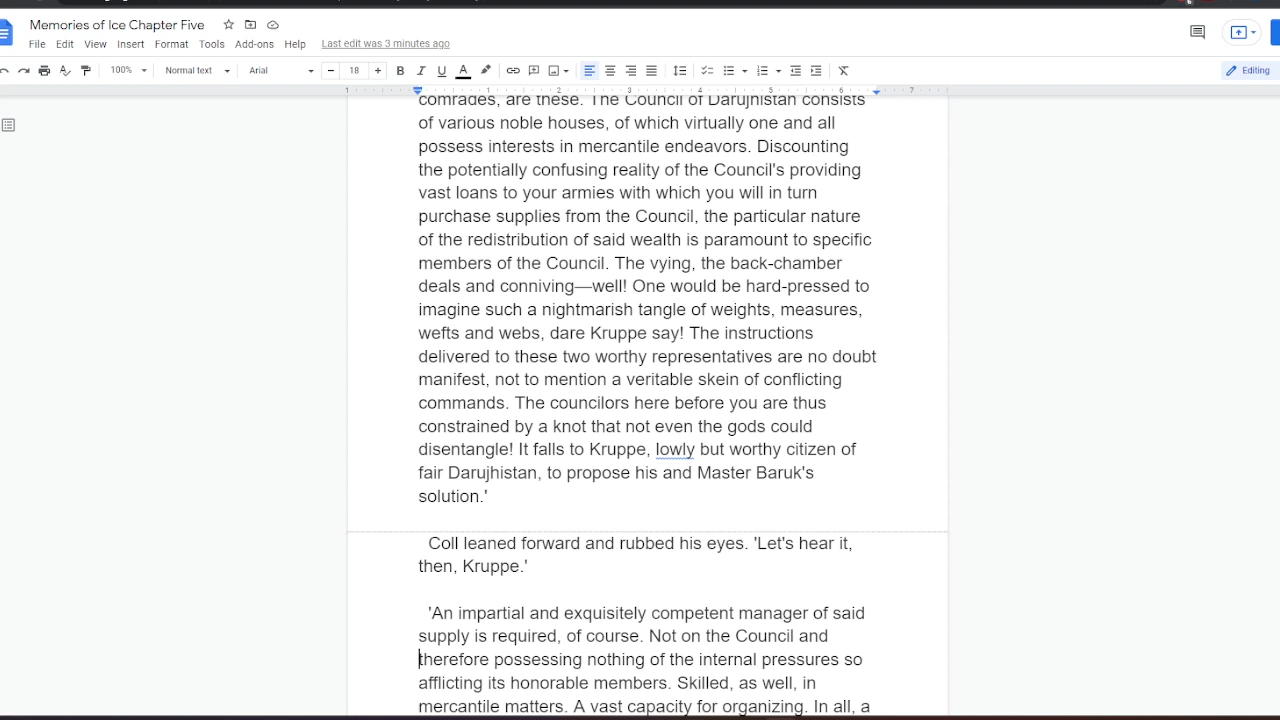 Memories of Ice Chapter Five
File Edit View Insert Format Tools Add-ons Help Last edit was 3 minutes ago
100% Normal text Arial 18 B I U A Editing
1 1 2 3 4 5 6 7
comrades, are these. The Council of Darujhistan consists
of various noble houses, of which virtually one and all
possess interests in mercantile endeavors. Discounting
the potentially confusing reality of the Council's providing
vast loans to your armies with which you will in turn
purchase supplies from the Council, the particular nature
of the redistribution of said wealth is paramount to specific
members of the Council. The vying, the back-chamber
deals and conniving—well! One would be hard-pressed to
imagine such a nightmarish tangle of weights, measures,
wefts and webs, dare Kruppe say! The instructions
delivered to these two worthy representatives are no doubt
manifest, not to mention a veritable skein of conflicting
commands. The councilors here before you are thus
constrained by a knot that not even the gods could
disentangle! It falls to Kruppe, lowly but worthy citizen of
fair Darujhistan, to propose his and Master Baruk's
solution.'
Coll leaned forward and rubbed his eyes. 'Let's hear it,
then, Kruppe.'
'An impartial and exquisitely competent manager of said
supply is required, of course. Not on the Council and
therefore possessing nothing of the internal pressures so
afflicting its honorable members. Skilled, as well, in
mercantile matters. A vast capacity for organizing. In all, a